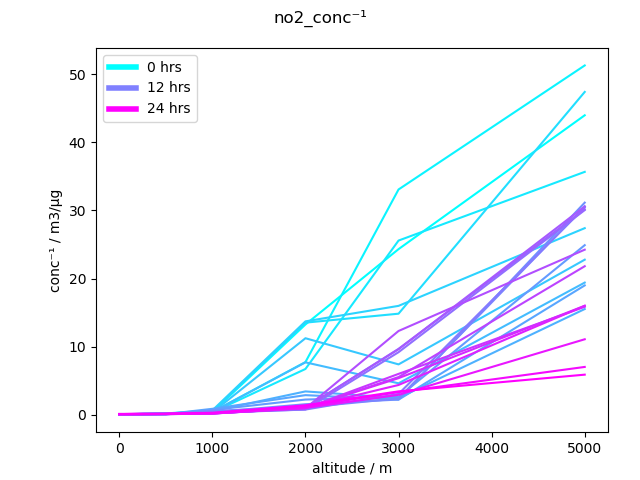 no2_conc⁻¹
0 hrs
12 hrs
24 hrs
conc⁻¹ / m3/μg
50
40
30
20
10
0
0
1000
2000
3000
4000
5000
altitude / m